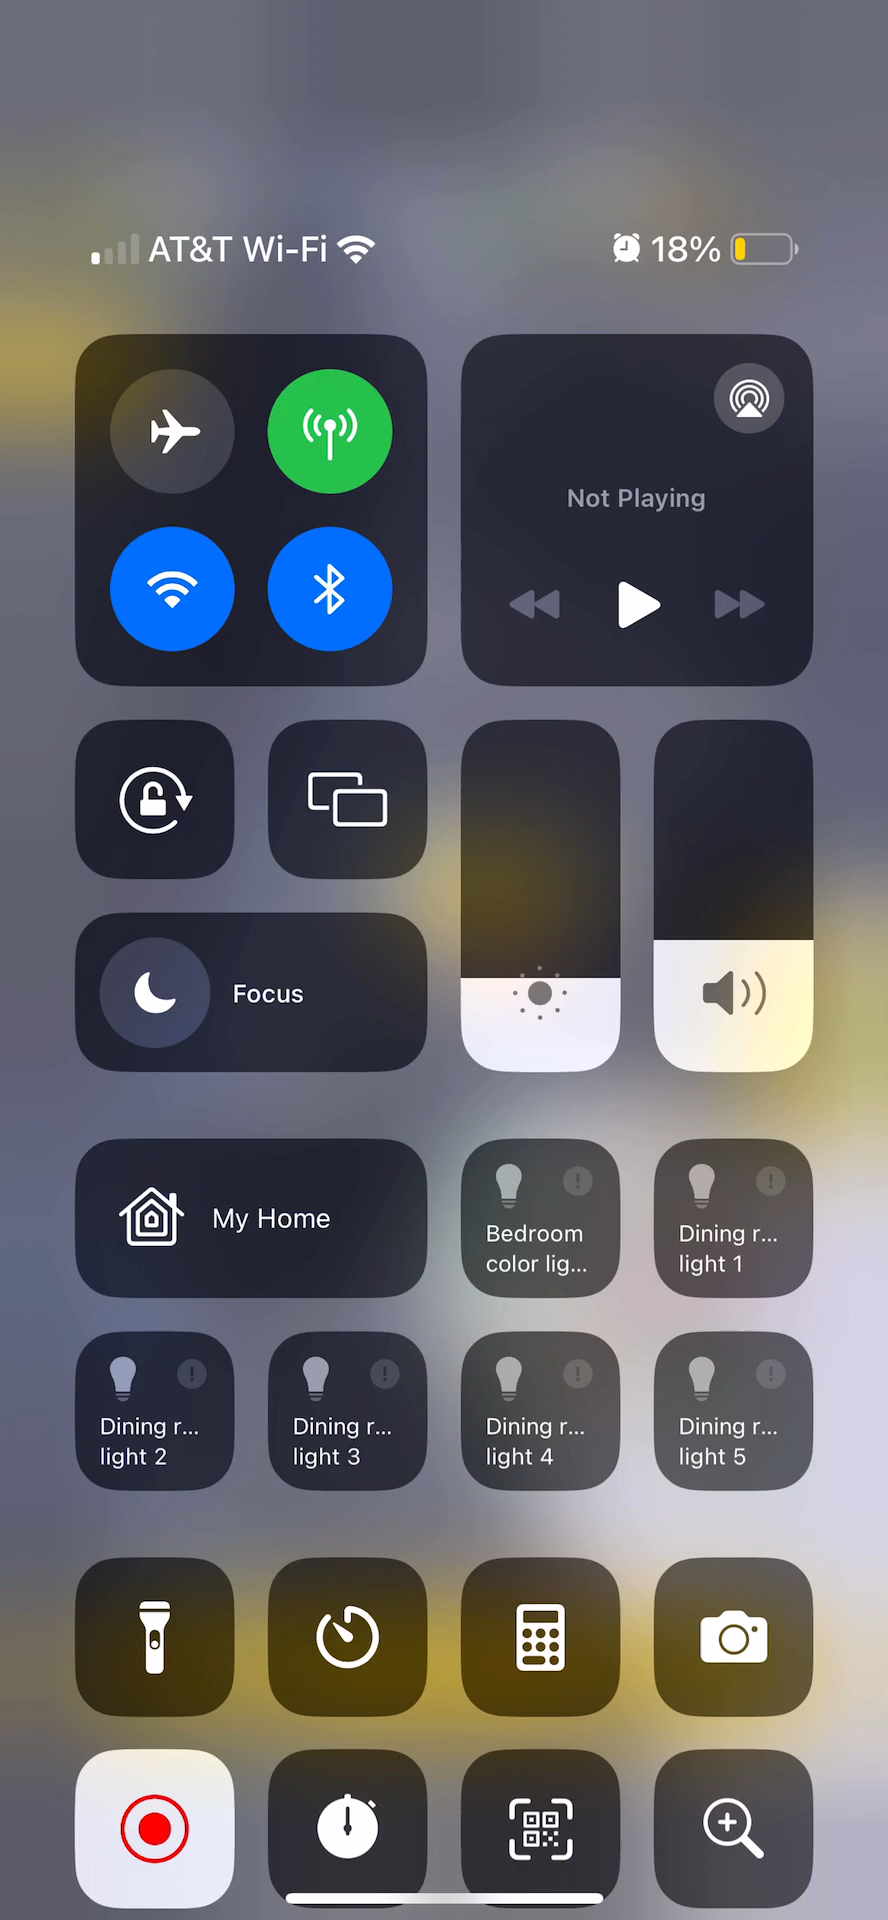 AT&T Wi-Fi 18%
Not Playing
Focus
My Home
Bedroom
color lig...
Dining r...
light 1
Dining r...
light 2
Dining r...
light 3
Dining r...
light 4
Dining r...
light 5